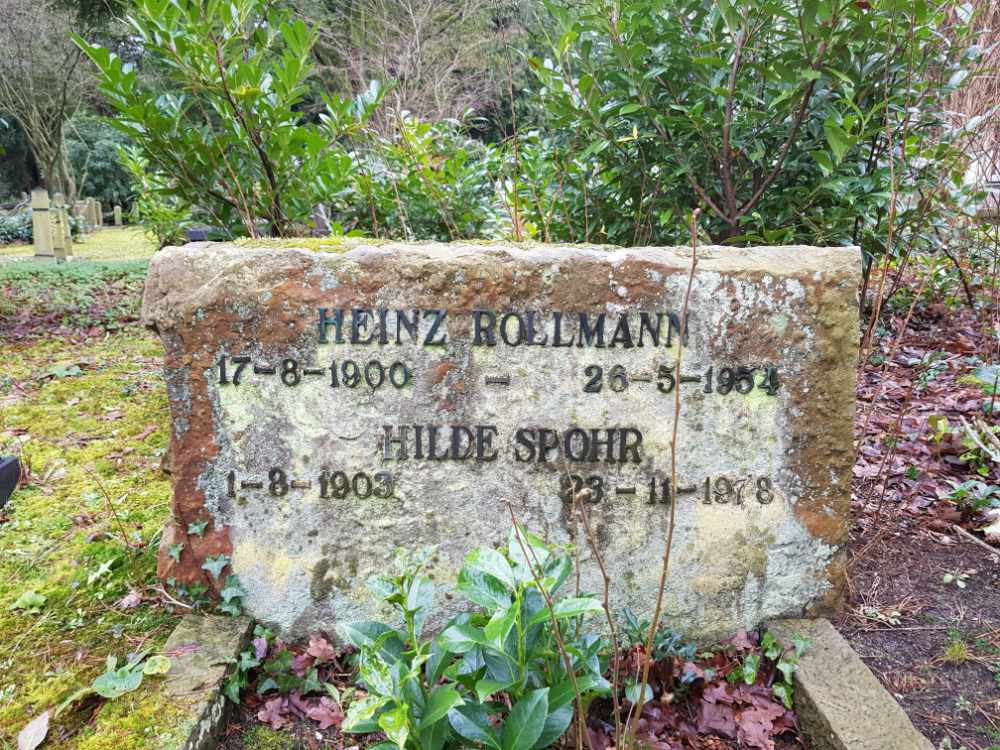 HEINZ ROLLMANN
17-8-1900 - 26-5-1954
HILDE SPOHR
1-8-1903 23-11-1978